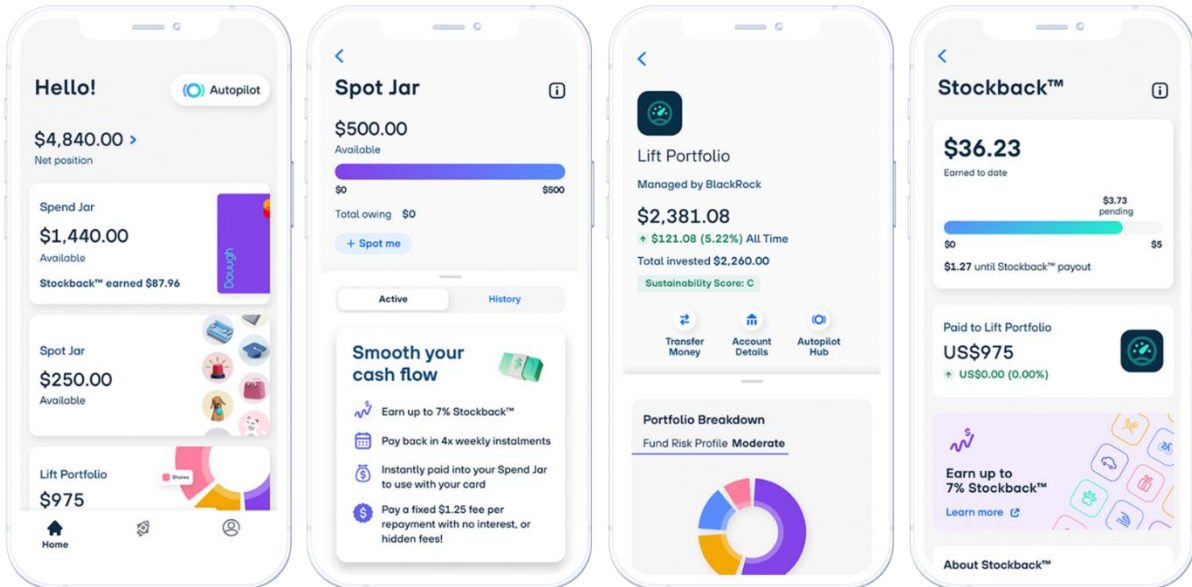 Hello!
Autopilot
$4,840.00 >
Net position
Spend Jar
$1,440.00
Available
Stockback™ earned $87.96
Douugh
Spot Jar
$250.00
Available
Lift Portfolio
$975
Shares
Home
Spot Jar
$500.00
Available
$0 $500
Total owing $0
+ Spot me
Active History
Smooth your
cash flow
Earn up to 7% Stockback™
Pay back in 4x weekly instalments
Instantly paid into your Spend Jar
to use with your card
Pay a fixed $1.25 fee per
repayment with no interest, or
hidden fees!
Lift Portfolio
Managed by BlackRock
$2,381.08
$121.08 (5.22%) All Time
Total invested $2,260.00
Sustainability Score: C
Transfer
Money
Account
Details
Autopilot
Hub
Portfolio Breakdown
Fund Risk Profile Moderate
Stockback™
$36.23
Earned to date
$3.73
pending
$0 $5
$1.27 until Stockback™ payout
Paid to Lift Portfolio
US$975
US$0.00 (0.00%)
Earn up to
7% Stockback™
Learn more
About Stockback™